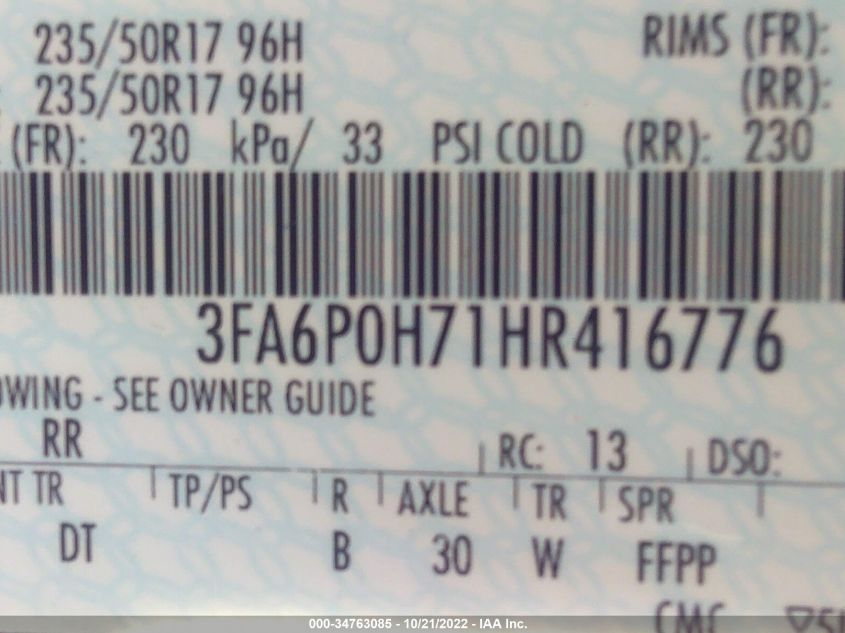 235/50R17 96H RIMS (FR):
235/50R17 96H (RR):
(FR): 230 kPa/ 33 PSI COLD (RR): 230
3FA6P0H71HR416776
OWING - SEE OWNER GUIDE
RR RC: 13 DSO:
NT TR TP/PS R AXLE TR SPR
DT B 30 W FFPP
000-34763085 - 10/21/2022 - IAA Inc.